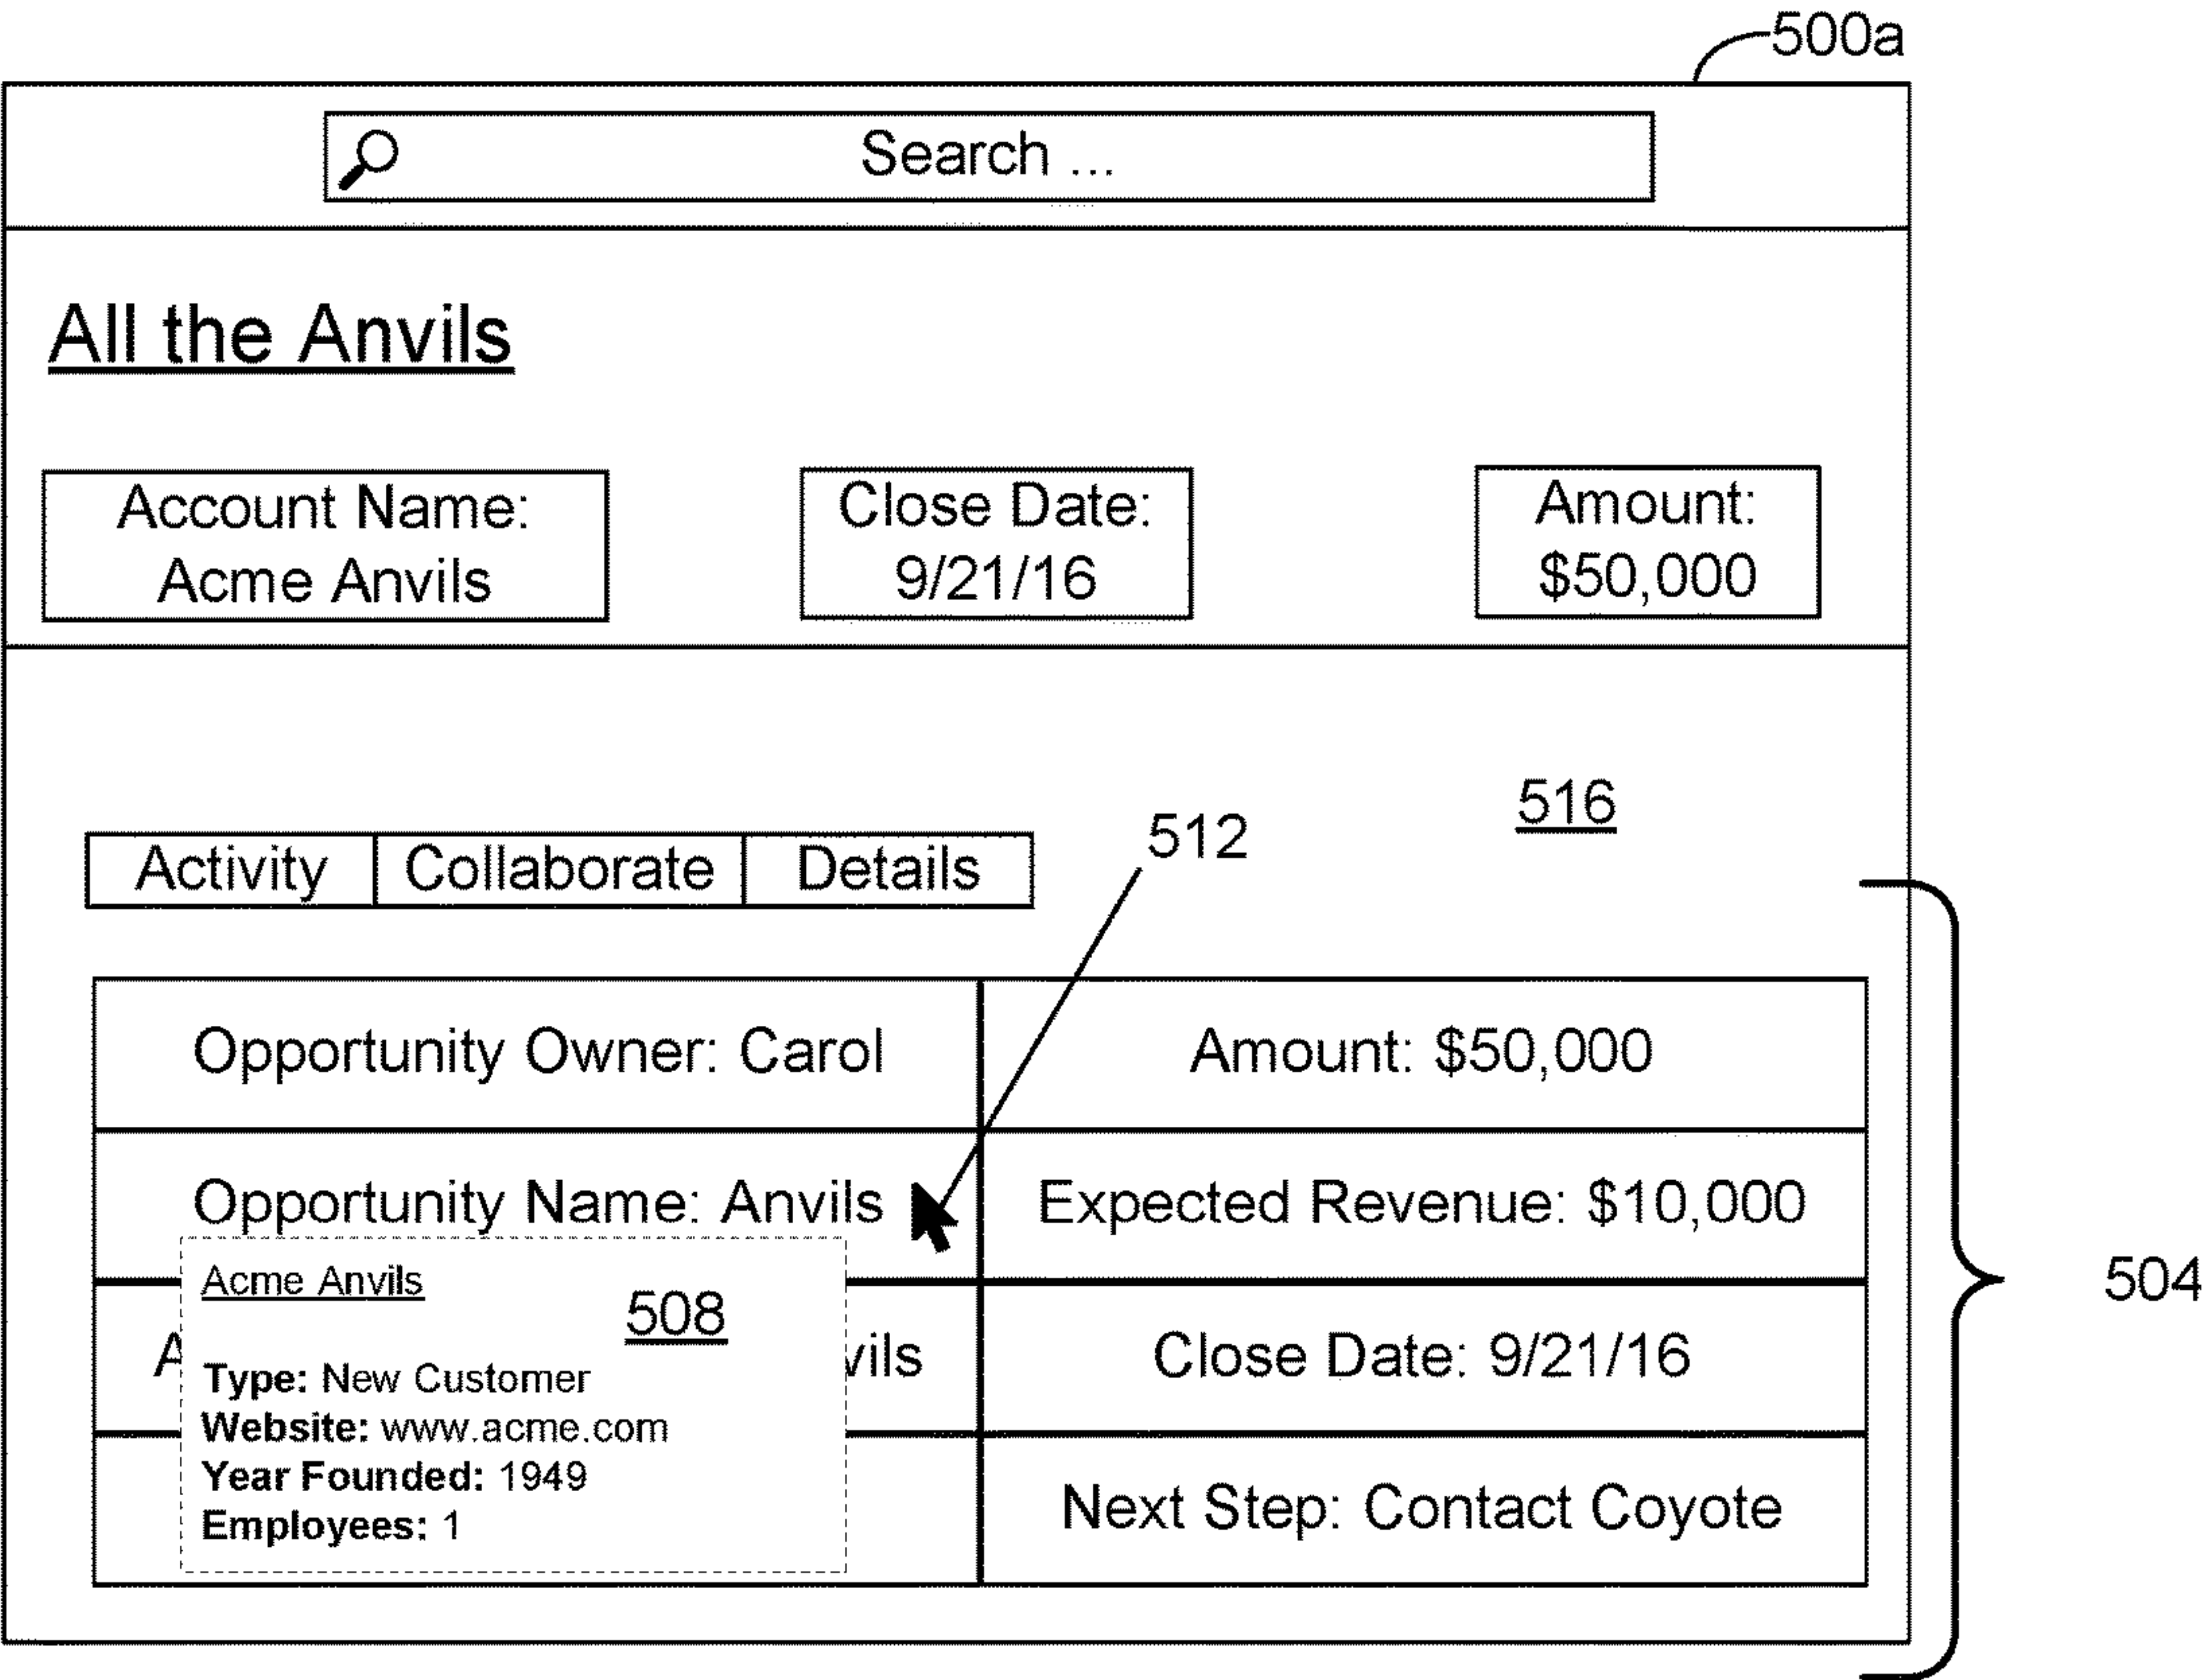 500a
Search ...
All the Anvils
Account Name:
Acme Anvils
Close Date:
9/21/16
Amount:
$50,000
516
512
Activity Collaborate Details
504
Opportunity Owner: Carol
Amount: $50,000
Opportunity Name: Anvils
Expected Revenue: $10,000
Acme Anvils
508
A
vils
Close Date: 9/21/16
Type: New Customer
Website: www.acme.com
Year Founded: 1949
Employees: 1
Next Step: Contact Coyote